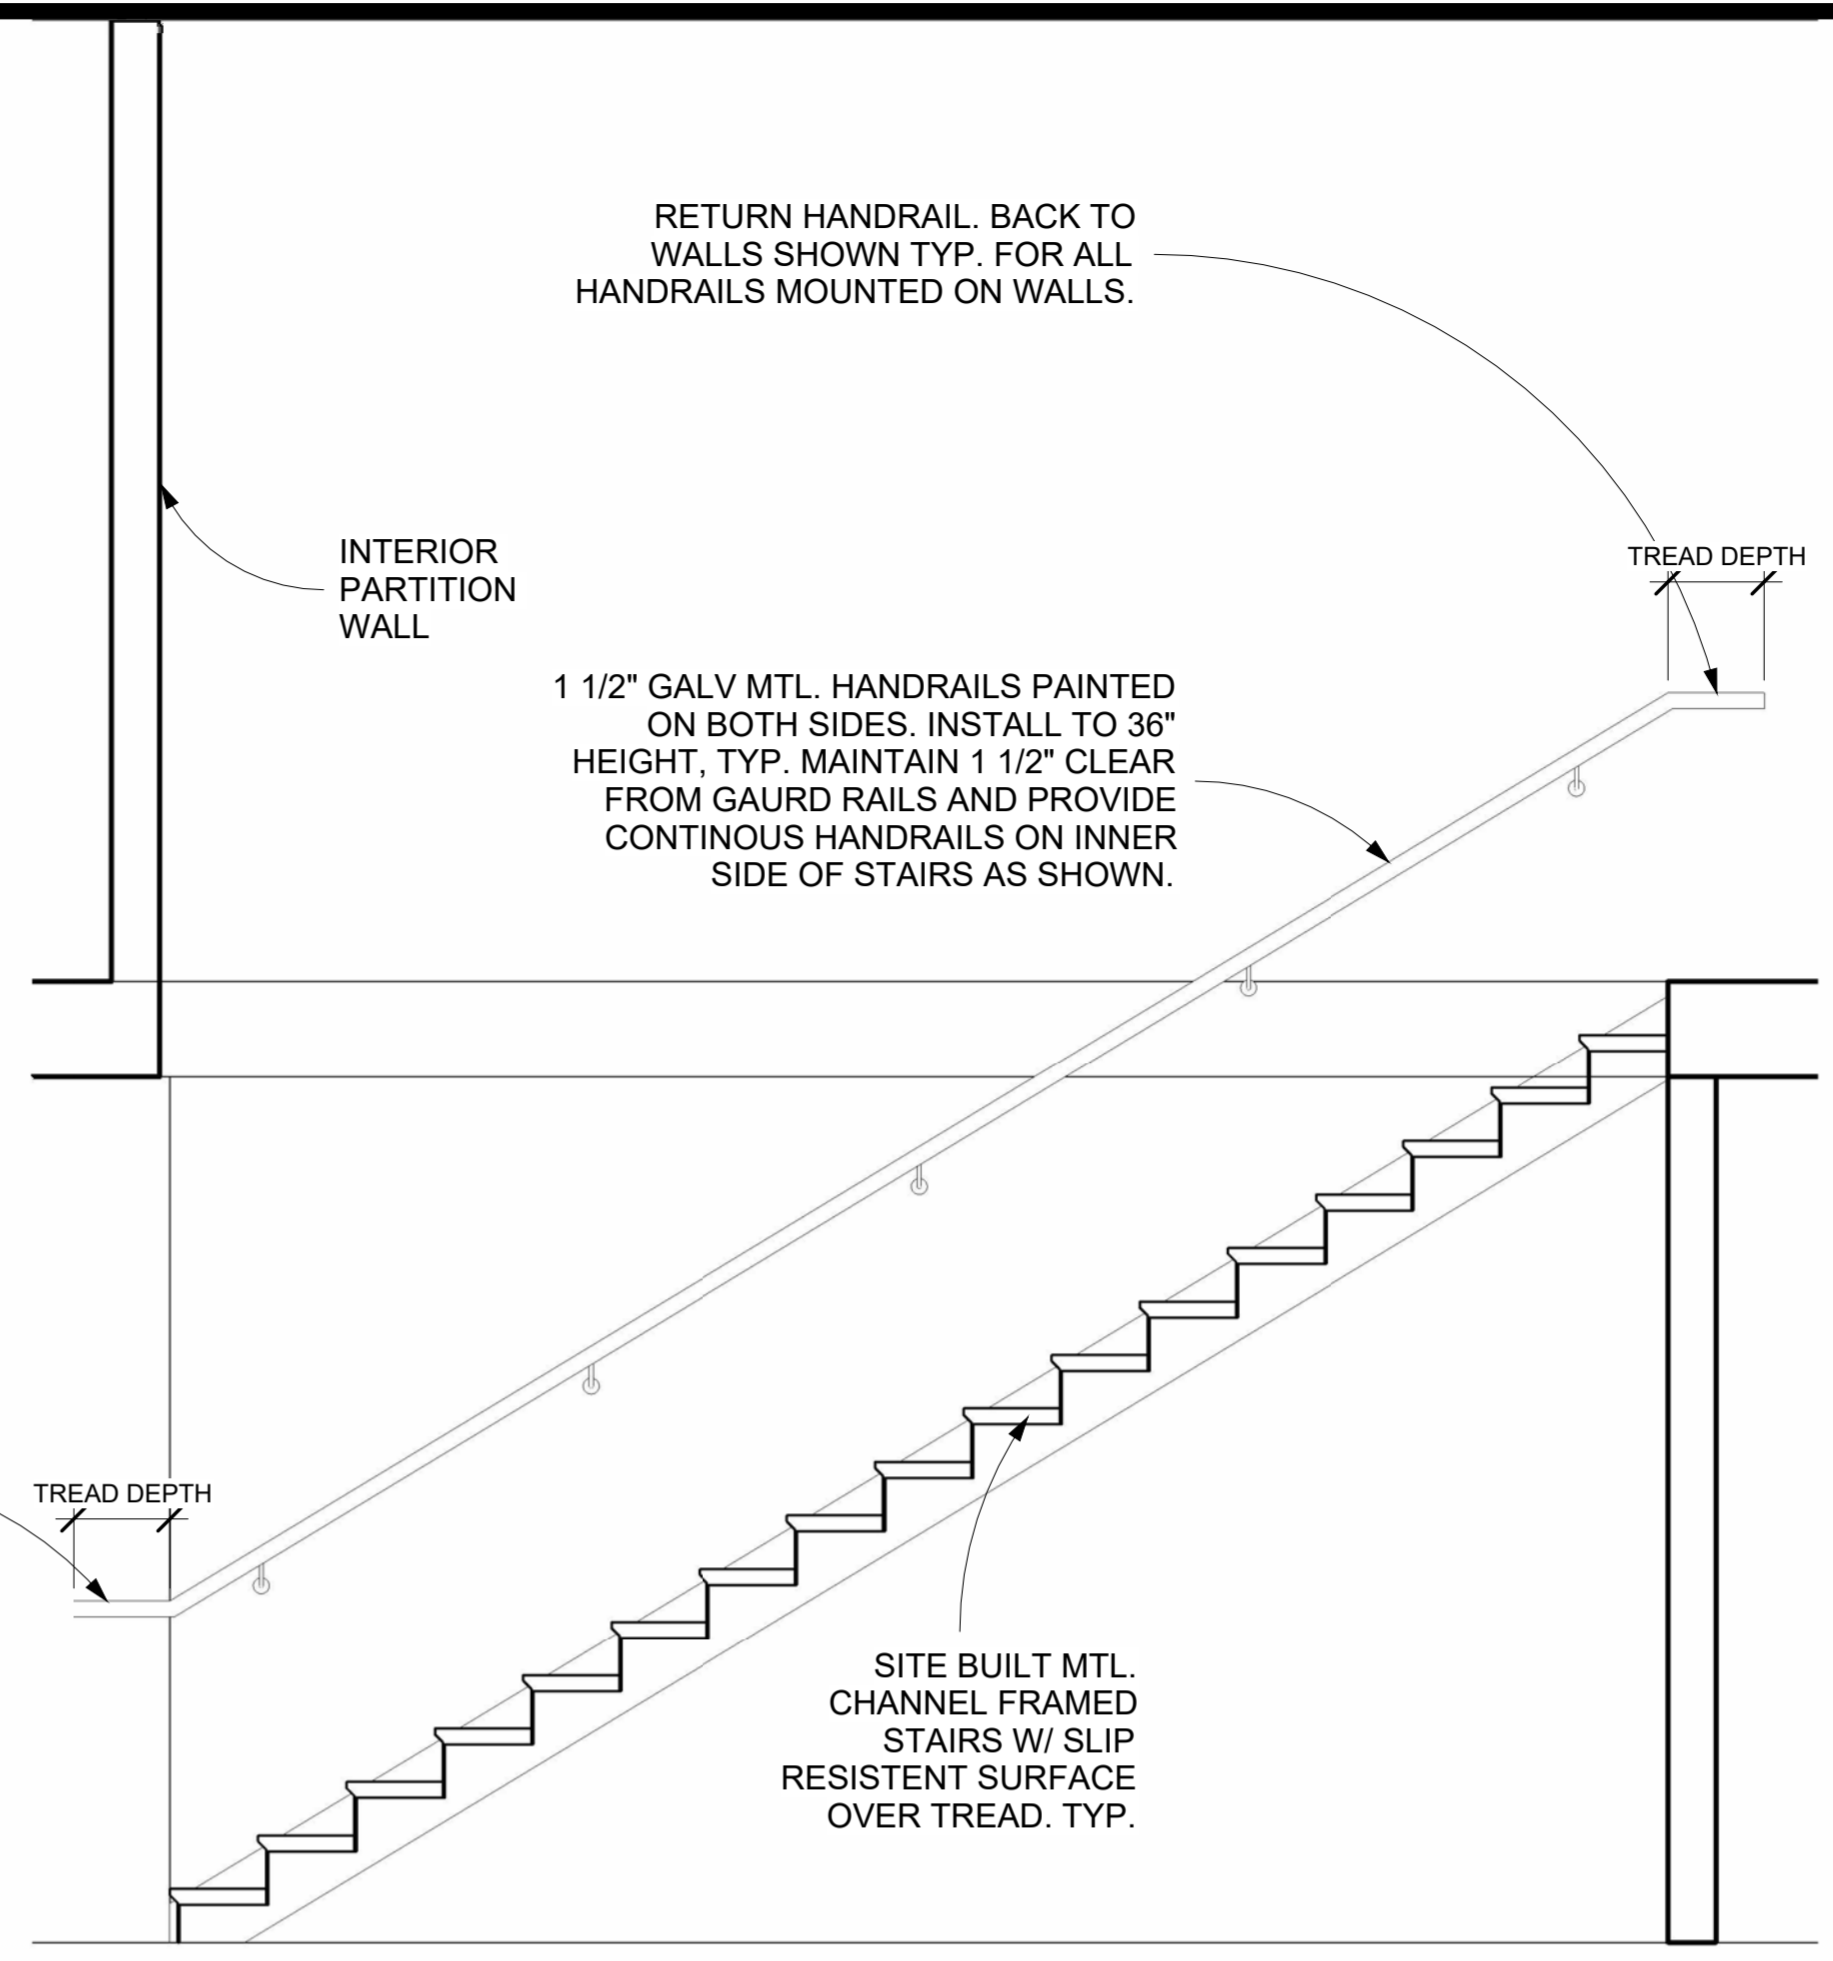 RETURN HANDRAIL. BACK TO
WALLS SHOWN TYP. FOR ALL
HANDRAILS MOUNTED ON WALLS.
INTERIOR
PARTITION
WALL
TREAD DEPTH
1 1/2" GALV MTL. HANDRAILS PAINTED
ON BOTH SIDES. INSTALL TO 36"
HEIGHT, TYP. MAINTAIN 1 1/2" CLEAR
FROM GAURD RAILS AND PROVIDE
CONTINOUS HANDRAILS ON INNER
SIDE OF STAIRS AS SHOWN.
TREAD DEPTH
SITE BUILT MTL.
CHANNEL FRAMED
STAIRS W/ SLIP
RESISTENT SURFACE
OVER TREAD. TYP.